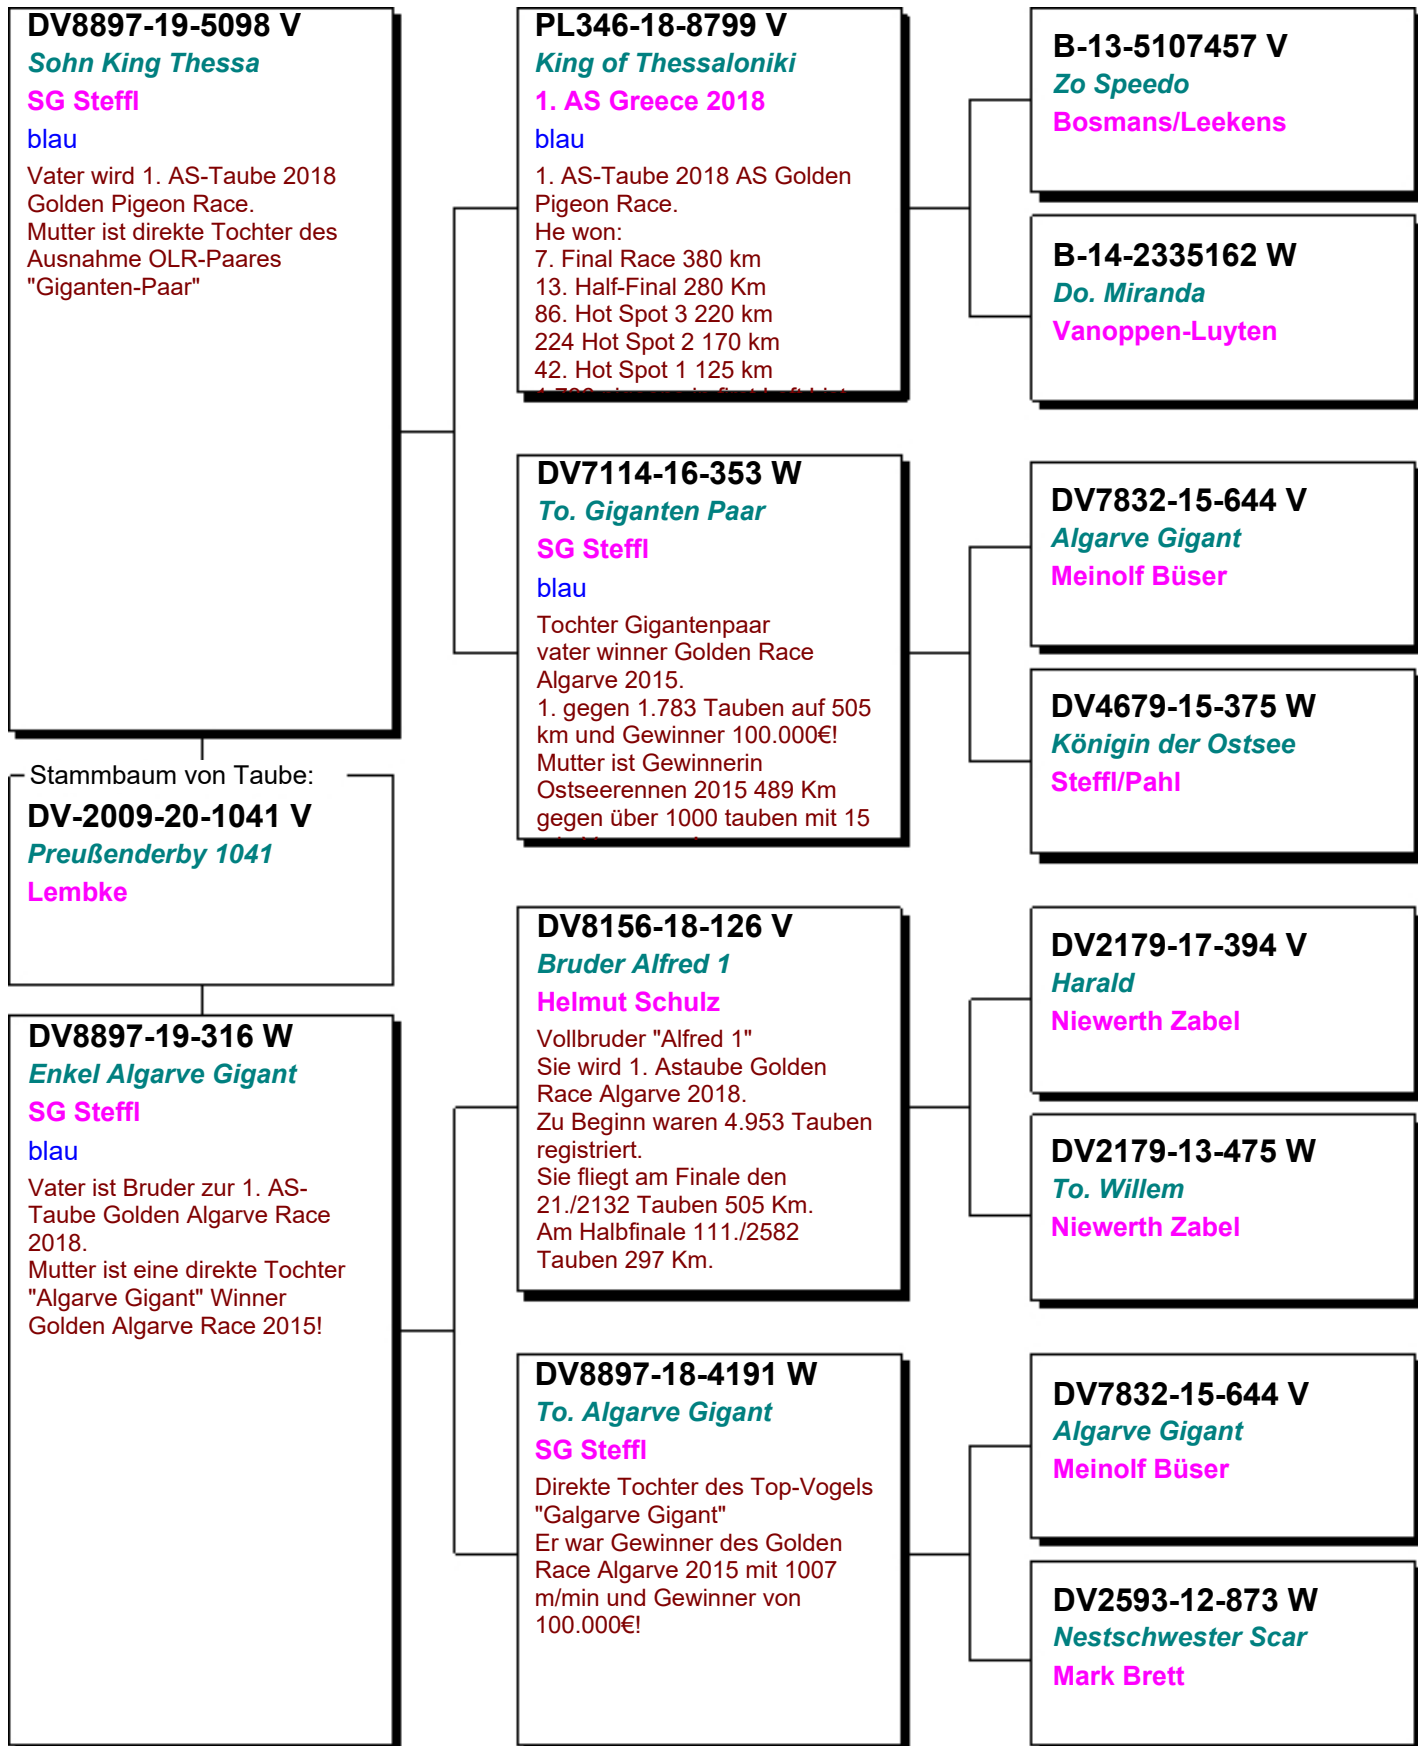 DV8897-19-5098 V
Sohn King Thessa
SG Steffl
blau
Vater wird 1. AS-Taube 2018
Golden Pigeon Race.
Mutter ist direkte Tochter des
Ausnahme OLR-Paares
"Giganten-Paar"
Stammbaum von Taube:
DV-2009-20-1041 V
Preußenderby 1041
Lembke
DV8897-19-316 W
Enkel Algarve Gigant
SG Steffl
blau
Vater ist Bruder zur 1. AS-
Taube Golden Algarve Race
2018.
Mutter ist eine direkte Tochter
"Algarve Gigant" Winner
Golden Algarve Race 2015!
PL346-18-8799 V
King of Thessaloniki
1. AS Greece 2018
blau
1. AS-Taube 2018 AS Golden
Pigeon Race.
He won:
7. Final Race 380 km
13. Half-Final 280 Km
86. Hot Spot 3 220 km
224 Hot Spot 2 170 km
42. Hot Spot 1 125 km
DV7114-16-353 W
To. Giganten Paar
SG Steffl
blau
Tochter Gigantenpaar
vater winner Golden Race
Algarve 2015.
1. gegen 1.783 Tauben auf 505
km und Gewinner 100.000€!
Mutter ist Gewinnerin
Ostseerennen 2015 489 Km
gegen über 1000 tauben mit 15
DV8156-18-126 V
Bruder Alfred 1
Helmut Schulz
Vollbruder "Alfred 1"
Sie wird 1. Astaube Golden
Race Algarve 2018.
Zu Beginn waren 4.953 Tauben
registriert.
Sie fliegt am Finale den
21./2132 Tauben 505 Km.
Am Halbfinale 111./2582
Tauben 297 Km.
DV8897-18-4191 W
To. Algarve Gigant
SG Steffl
Direkte Tochter des Top-Vogels
"Galgarve Gigant"
Er war Gewinner des Golden
Race Algarve 2015 mit 1007
m/min und Gewinner von
100.000€!
B-13-5107457 V
Zo Speedo
Bosmans/Leekens
B-14-2335162 W
Do. Miranda
Vanoppen-Luyten
DV7832-15-644 V
Algarve Gigant
Meinolf Büser
DV4679-15-375 W
Königin der Ostsee
Steffl/Pahl
DV2179-17-394 V
Harald
Niewerth Zabel
DV2179-13-475 W
To. Willem
Niewerth Zabel
DV7832-15-644 V
Algarve Gigant
Meinolf Büser
DV2593-12-873 W
Nestschwester Scar
Mark Brett